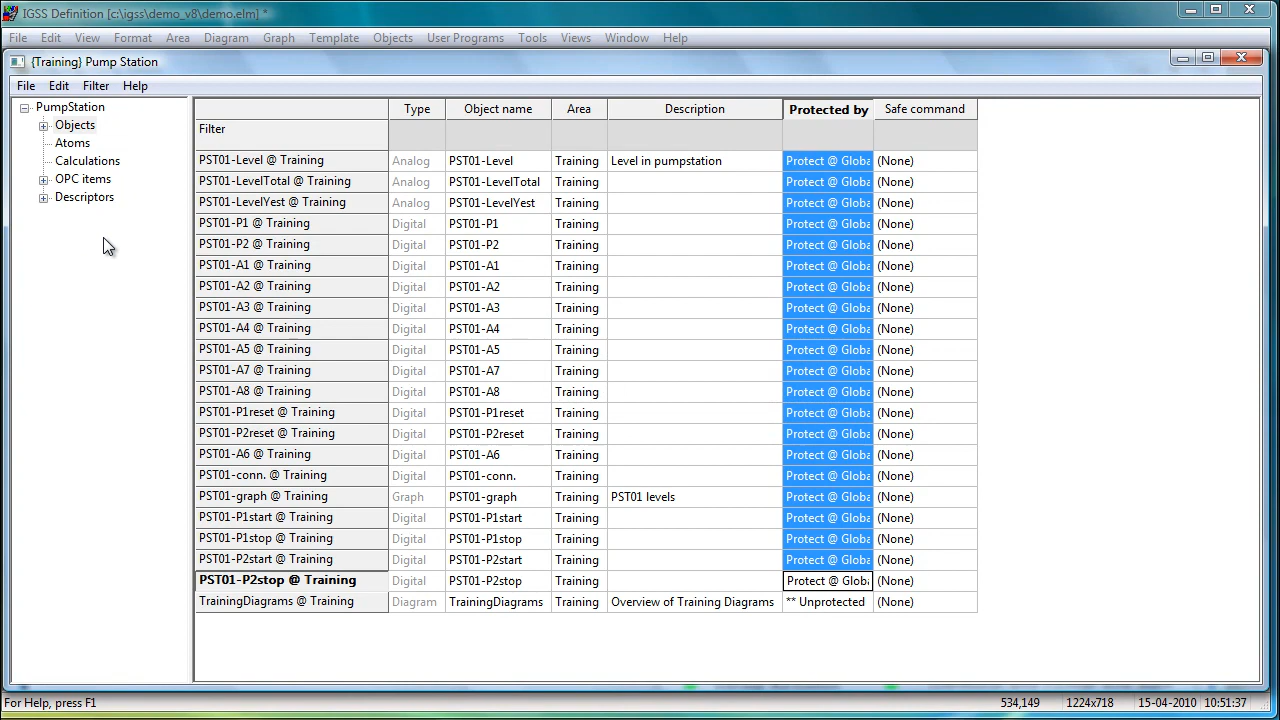 IGSS Definition [c:\igss\demo_v8\demo.elm] *
File Edit View Format Area Diagram Graph Template Objects User Programs Tools Views Window Help
{Training} Pump Station
File Edit Filter Help
PumpStation
Objects
Atoms
Calculations
OPC items
Descriptors
Type Object name Area Description Protected by Safe command
Filter
PST01-Level @ Training Analog PST01-Level Training Level in pumpstation Protect @ Globa (None)
PST01-LevelTotal @ Training Analog PST01-LevelTotal Training Protect @ Globa (None)
PST01-LevelYest @ Training Analog PST01-LevelYest Training Protect @ Globa (None)
PST01-P1 @ Training Digital PST01-P1 Training Protect @ Globa (None)
PST01-P2 @ Training Digital PST01-P2 Training Protect @ Globa (None)
PST01-A1 @ Training Digital PST01-A1 Training Protect @ Globa (None)
PST01-A2 @ Training Digital PST01-A2 Training Protect @ Globa (None)
PST01-A3 @ Training Digital PST01-A3 Training Protect @ Globa (None)
PST01-A4 @ Training Digital PST01-A4 Training Protect @ Globa (None)
PST01-A5 @ Training Digital PST01-A5 Training Protect @ Globa (None)
PST01-A7 @ Training Digital PST01-A7 Training Protect @ Globa (None)
PST01-A8 @ Training Digital PST01-A8 Training Protect @ Globa (None)
PST01-P1reset @ Training Digital PST01-P1reset Training Protect @ Globa (None)
PST01-P2reset @ Training Digital PST01-P2reset Training Protect @ Globa (None)
PST01-A6 @ Training Digital PST01-A6 Training Protect @ Globa (None)
PST01-conn. @ Training Digital PST01-conn. Training Protect @ Globa (None)
PST01-graph @ Training Graph PST01-graph Training PST01 levels Protect @ Globa (None)
PST01-P1start @ Training Digital PST01-P1start Training Protect @ Globa (None)
PST01-P1stop @ Training Digital PST01-P1stop Training Protect @ Globa (None)
PST01-P2start @ Training Digital PST01-P2start Training Protect @ Globa (None)
PST01-P2stop @ Training Digital PST01-P2stop Training Protect @ Globa (None)
TrainingDiagrams @ Training Diagram TrainingDiagrams Training Overview of Training Diagrams ** Unprotected (None)
For Help, press F1 534,149 1224x718 15-04-2010 10:51:37